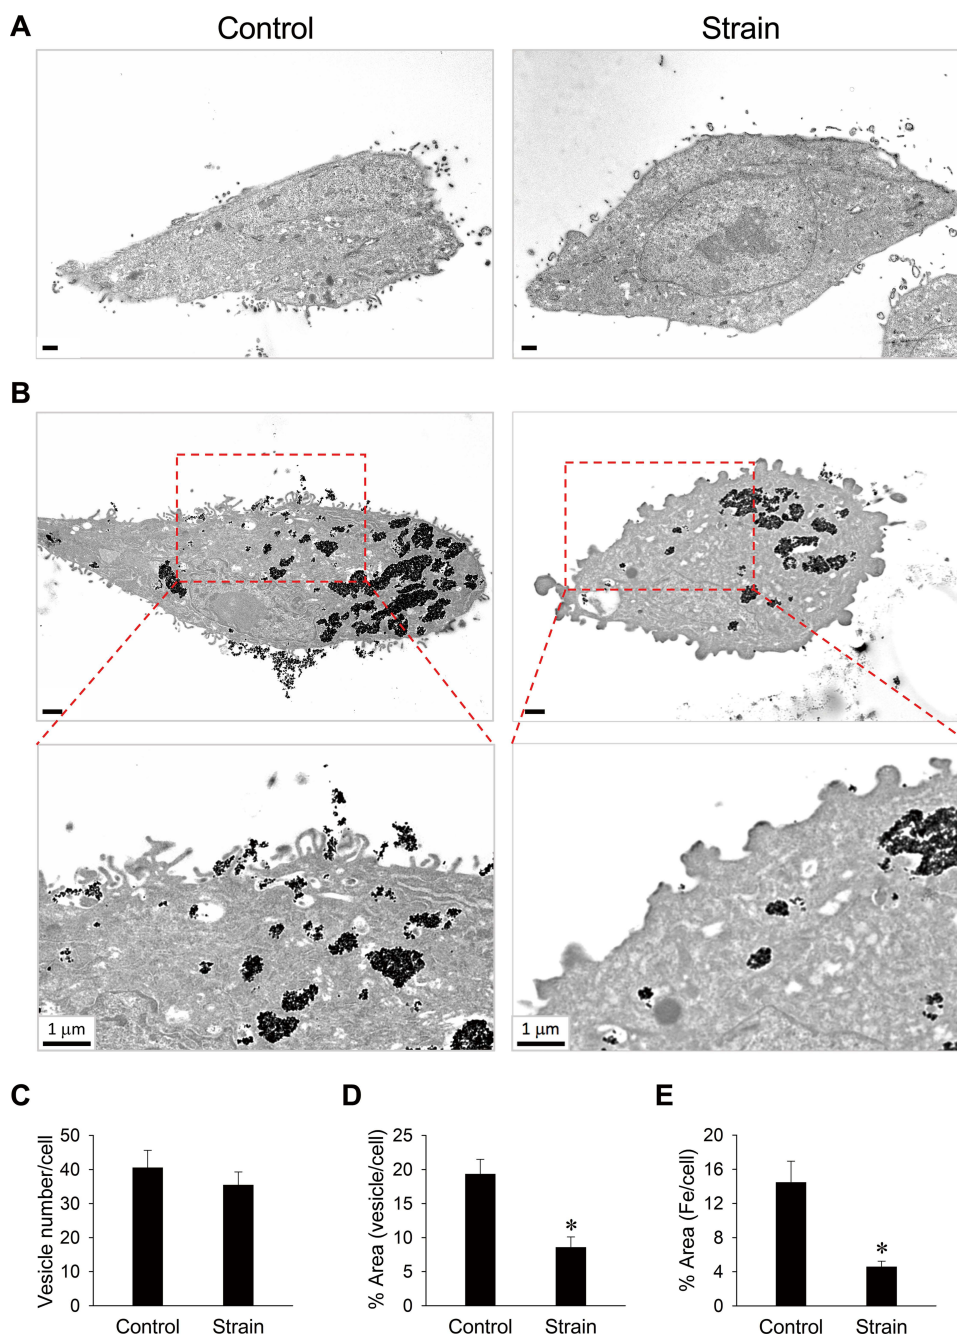 A
Control
Strain
B
1 μm
1 μm
C
D
E
Vesicle number/cell
50
40
30
20
10
0
Control
Strain
% Area (vesicle/cell)
25
20
15
10
5
0
*
Control
Strain
% Area (Fe/cell)
20
16
12
8
4
0
*
Control
Strain